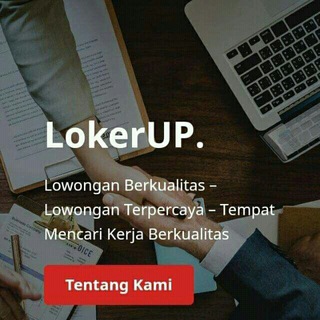 LokerUP.
Lowongan Berkualitas –
Lowongan Terpercaya – Tempat
Mencari Kerja Berkualitas
Tentang Kami